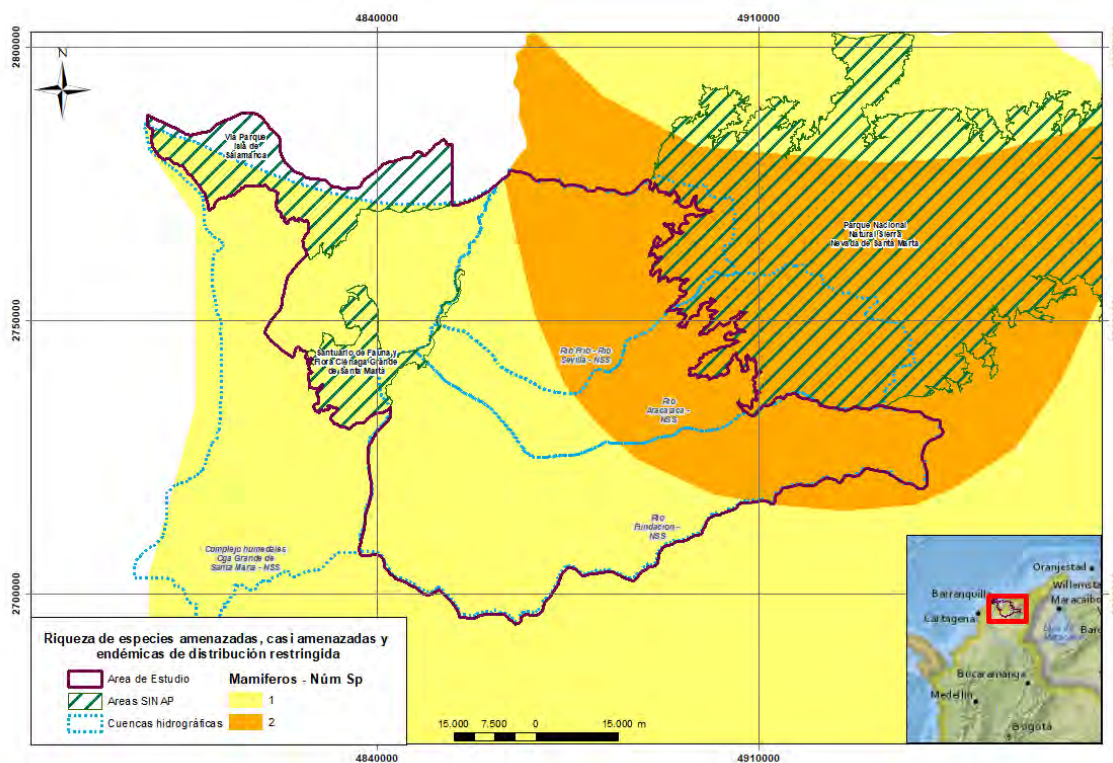 4840000
4910000
2800000
N
Vía Parque
Isla de
Salamanca
Parque Nacional
Natural Sierra
Nevada de Santa Marta
2750000
Santuario de Fauna y
Flora Ciénaga Grande
de Santa Marta
Río Frío - Río
Sevilla - NSS
Río
Aracataca -
NSS
Río
Fundación -
NSS
Complejo humedales
Cga Grande de
Santa Marta - NSS
2700000
Riqueza de especies amenazadas, casi amenazadas y
endémicas de distribución restringida
Area de Estudio
Areas SINAP
Cuencas hidrográficas
Mamíferos - Núm Sp
1
2
15.000 7.500 0 15.000 m
Oranjestad
Willemsta
Barranquill
Maracaibo
Cartagena
Bucaramanga
Medellín
Bogotá
4840000
4910000